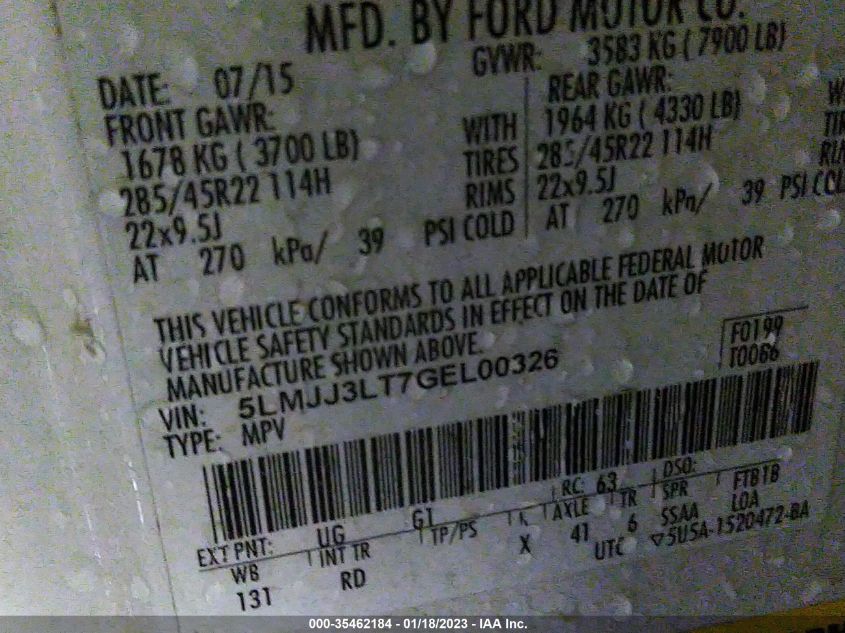 MFD. BY FORD MOTOR CO.
DATE: 07/15 GVWR: 3583 KG ( 7900 LB)
FRONT GAWR: REAR GAWR:
1678 KG ( 3700 LB) WITH 1964 KG ( 4330 LB)
285/45R22 114H TIRES 285/45R22 114H
22x9.5J RIMS 22x9.5J
AT 270 kPa/ 39 PSI COLD AT 270 kPa/ 39 PSI COL
THIS VEHICLE CONFORMS TO ALL APPLICABLE FEDERAL MOTOR
VEHICLE SAFETY STANDARDS IN EFFECT ON THE DATE OF
MANUFACTURE SHOWN ABOVE.
F0199
T0086
VIN: 5LMJJ3LT7GEL00326
TYPE: MPV
EXT PNT: UG G1 RC: 63 DSO:
WB INT TR TP/PS R AXLE TR SPR FTB1B
131 RD X 41 6 SSAA LOA
UTC ▽5U5A-1520472-BA
000-35462184 - 01/18/2023 - IAA Inc.